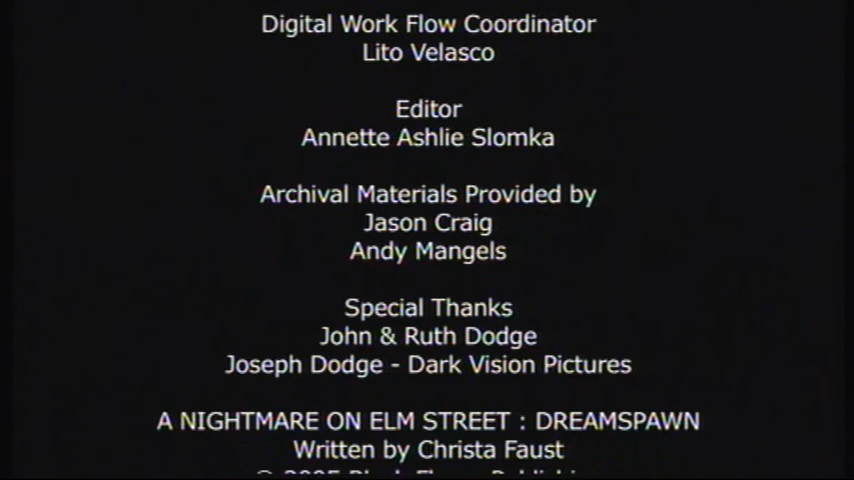 Digital Work Flow Coordinator
Lito Velasco
Editor
Annette Ashlie Slomka
Archival Materials Provided by
Jason Craig
Andy Mangels
Special Thanks
John & Ruth Dodge
Joseph Dodge - Dark Vision Pictures
A NIGHTMARE ON ELM STREET : DREAMSPAWN
Written by Christa Faust